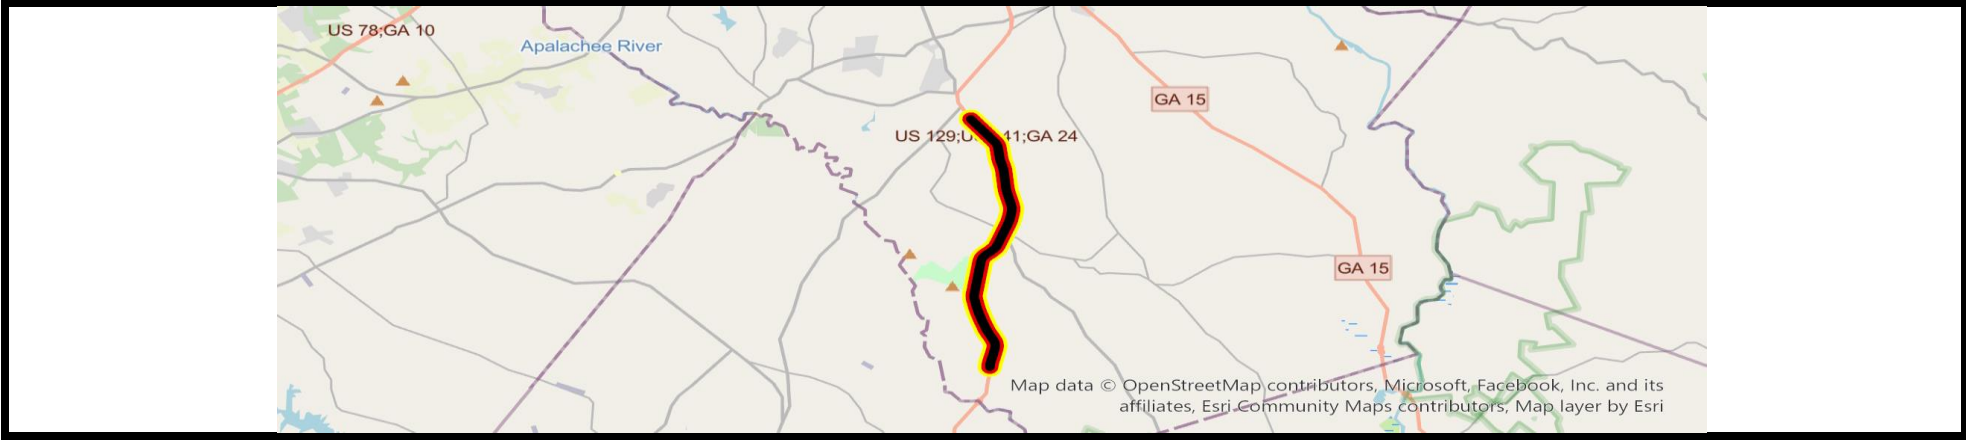 US 78;GA 10
Apalachee River
GA 15
US 129;U 41;GA 24
GA 15
Map data © OpenStreetMap contributors, Microsoft, Facebook, Inc. and its
affiliates, Esri Community Maps contributors, Map layer by Esri